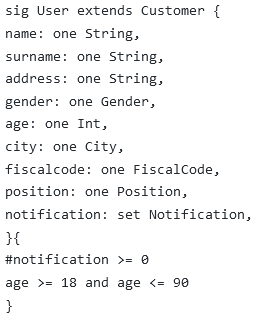 sig User extends Customer {
name: one String,
surname: one String,
address: one String,
gender: one Gender,
age: one Int,
city: one City,
fiscalcode: one FiscalCode,
position: one Position,
notification: set Notification,
}{
#notification >= 0
age >= 18 and age <= 90
}